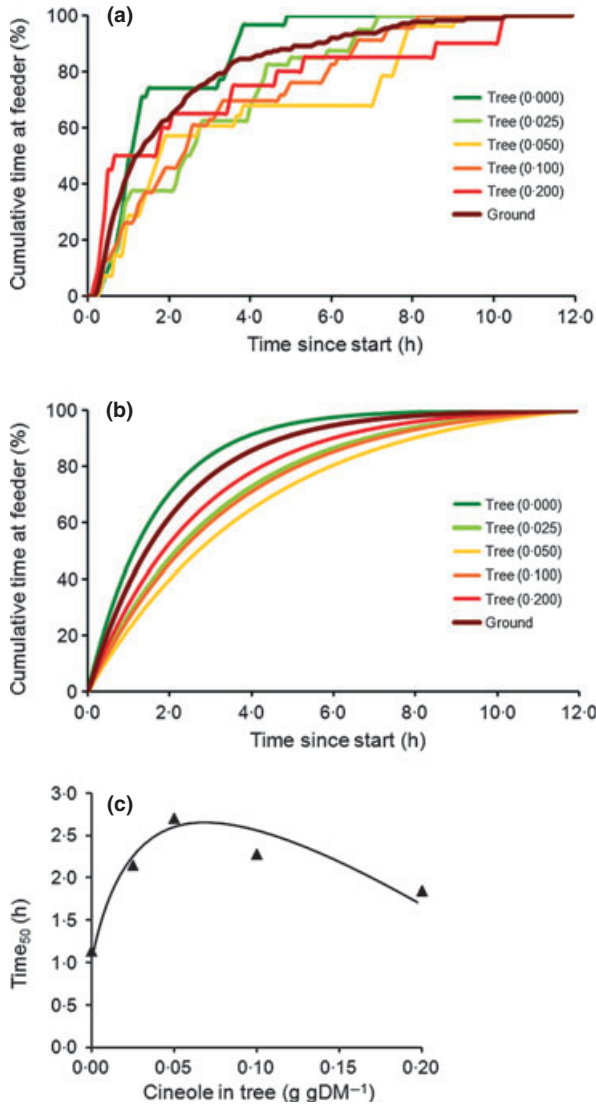 (a)
Cumulative time at feeder (%)
100
80
60
40
20
0
Tree (0·000)
Tree (0·025)
Tree (0·050)
Tree (0·100)
Tree (0·200)
Ground
0·0 2·0 4·0 6·0 8·0 10·0 12·0
Time since start (h)
(b)
Cumulative time at feeder (%)
100
80
60
40
20
0
Tree (0·000)
Tree (0·025)
Tree (0·050)
Tree (0·100)
Tree (0·200)
Ground
0·0 2·0 4·0 6·0 8·0 10·0 12·0
Time since start (h)
(c)
Time₅₀ (h)
3·0
2·5
2·0
1·5
1·0
0·5
0·0
0·00 0·05 0·10 0·15 0·20
Cineole in tree (g gDM⁻¹)